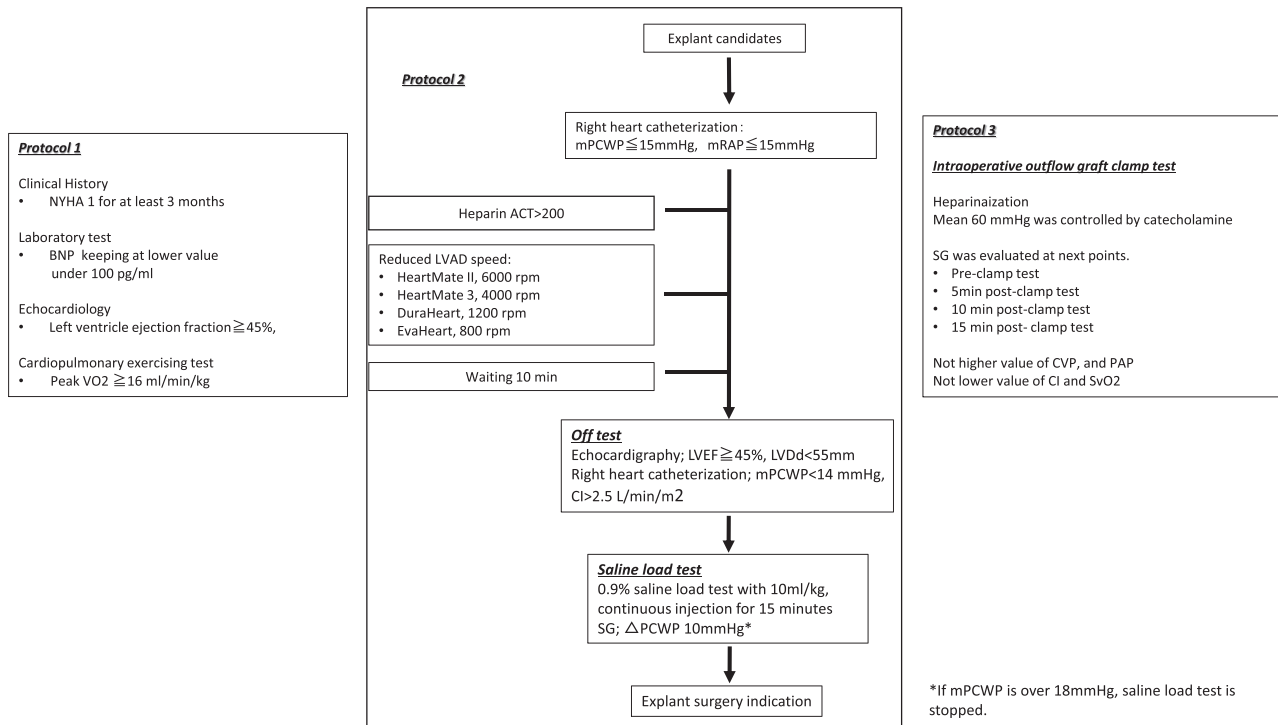 Protocol 1
Clinical History
• NYHA 1 for at least 3 months
Laboratory test
• BNP keeping at lower value
under 100 pg/ml
Echocardiology
• Left ventricle ejection fraction≧45%,
Cardiopulmonary exercising test
• Peak VO2 ≧16 ml/min/kg
Protocol 2
Explant candidates
Right heart catheterization:
mPCWP≦15mmHg, mRAP≦15mmHg
Heparin ACT>200
Reduced LVAD speed:
• HeartMate II, 6000 rpm
• HeartMate 3, 4000 rpm
• DuraHeart, 1200 rpm
• EvaHeart, 800 rpm
Waiting 10 min
Off test
Echocardigraphy; LVEF≧45%, LVDd<55mm
Right heart catheterization; mPCWP<14 mmHg,
CI>2.5 L/min/m2
Saline load test
0.9% saline load test with 10ml/kg,
continuous injection for 15 minutes
SG; △PCWP 10mmHg*
Explant surgery indication
Protocol 3
Intraoperative outflow graft clamp test
Heparinaization
Mean 60 mmHg was controlled by catecholamine
SG was evaluated at next points.
• Pre-clamp test
• 5min post-clamp test
• 10 min post-clamp test
• 15 min post- clamp test
Not higher value of CVP, and PAP
Not lower value of CI and SvO2
*If mPCWP is over 18mmHg, saline load test is
stopped.